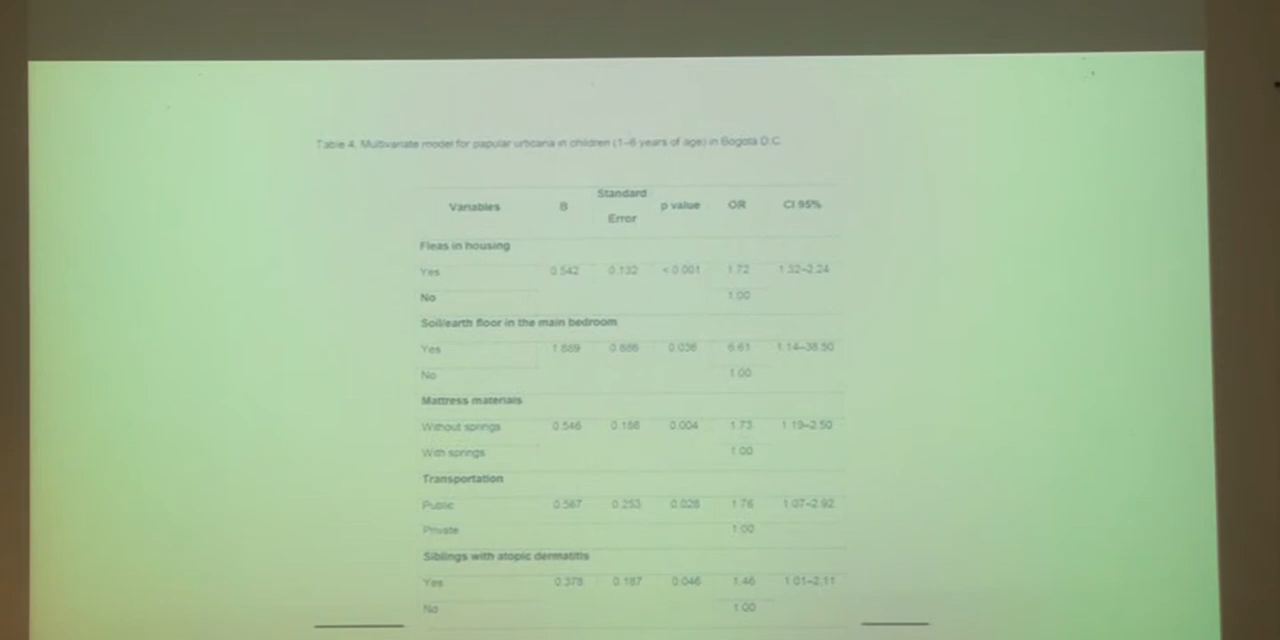 Table 4. Multivariate model for papular urticaria in children (1–6 years of age) in Bogotá D.C.
Variables B Standard Error p value OR CI 95%
Fleas in housing
Yes 0.542 0.132 <0.001 1.72 1.32–2.24
No 1.00
Soil/earth floor in the main bedroom
Yes 1.889 0.886 0.036 6.61 1.14–38.50
No 1.00
Mattress materials
Without springs 0.546 0.188 0.004 1.73 1.19–2.50
With springs 1.00
Transportation
Public 0.567 0.253 0.028 1.76 1.07–2.92
Private 1.00
Siblings with atopic dermatitis
Yes 0.378 0.187 0.046 1.46 1.01–2.11
No 1.00